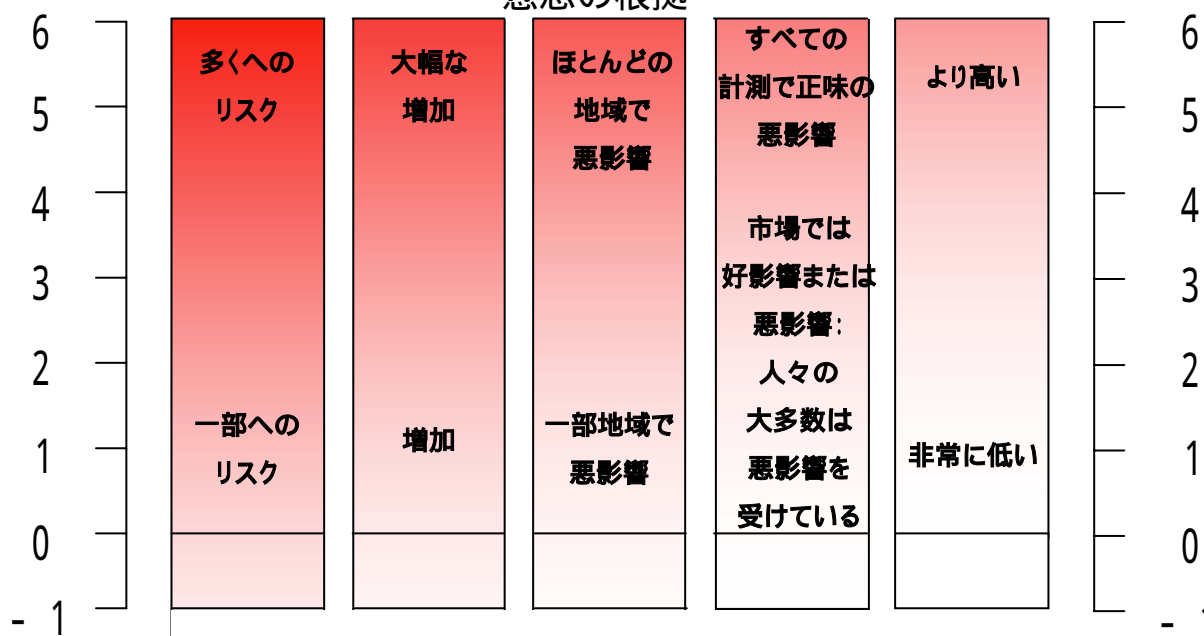 6
5
4
3
2
1
0
- 1
多くへの
リスク
一部への
リスク
大幅な
増加
増加
ほとんどの
地域で
悪影響
一部地域で
悪影響
すべての
計測で正味の
悪影響
市場では
好影響または
悪影響:
人々の
大多数は
悪影響を
受けている
より高い
非常に低い
6
5
4
3
2
1
0
-